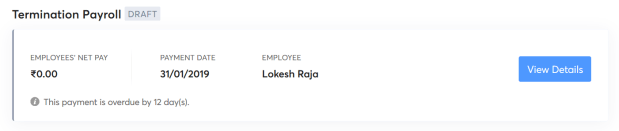 Termination Payroll DRAFT
EMPLOYEES' NET PAY PAYMENT DATE EMPLOYEE
₹0.00 31/01/2019 Lokesh Raja
View Details
This payment is overdue by 12 day(s).